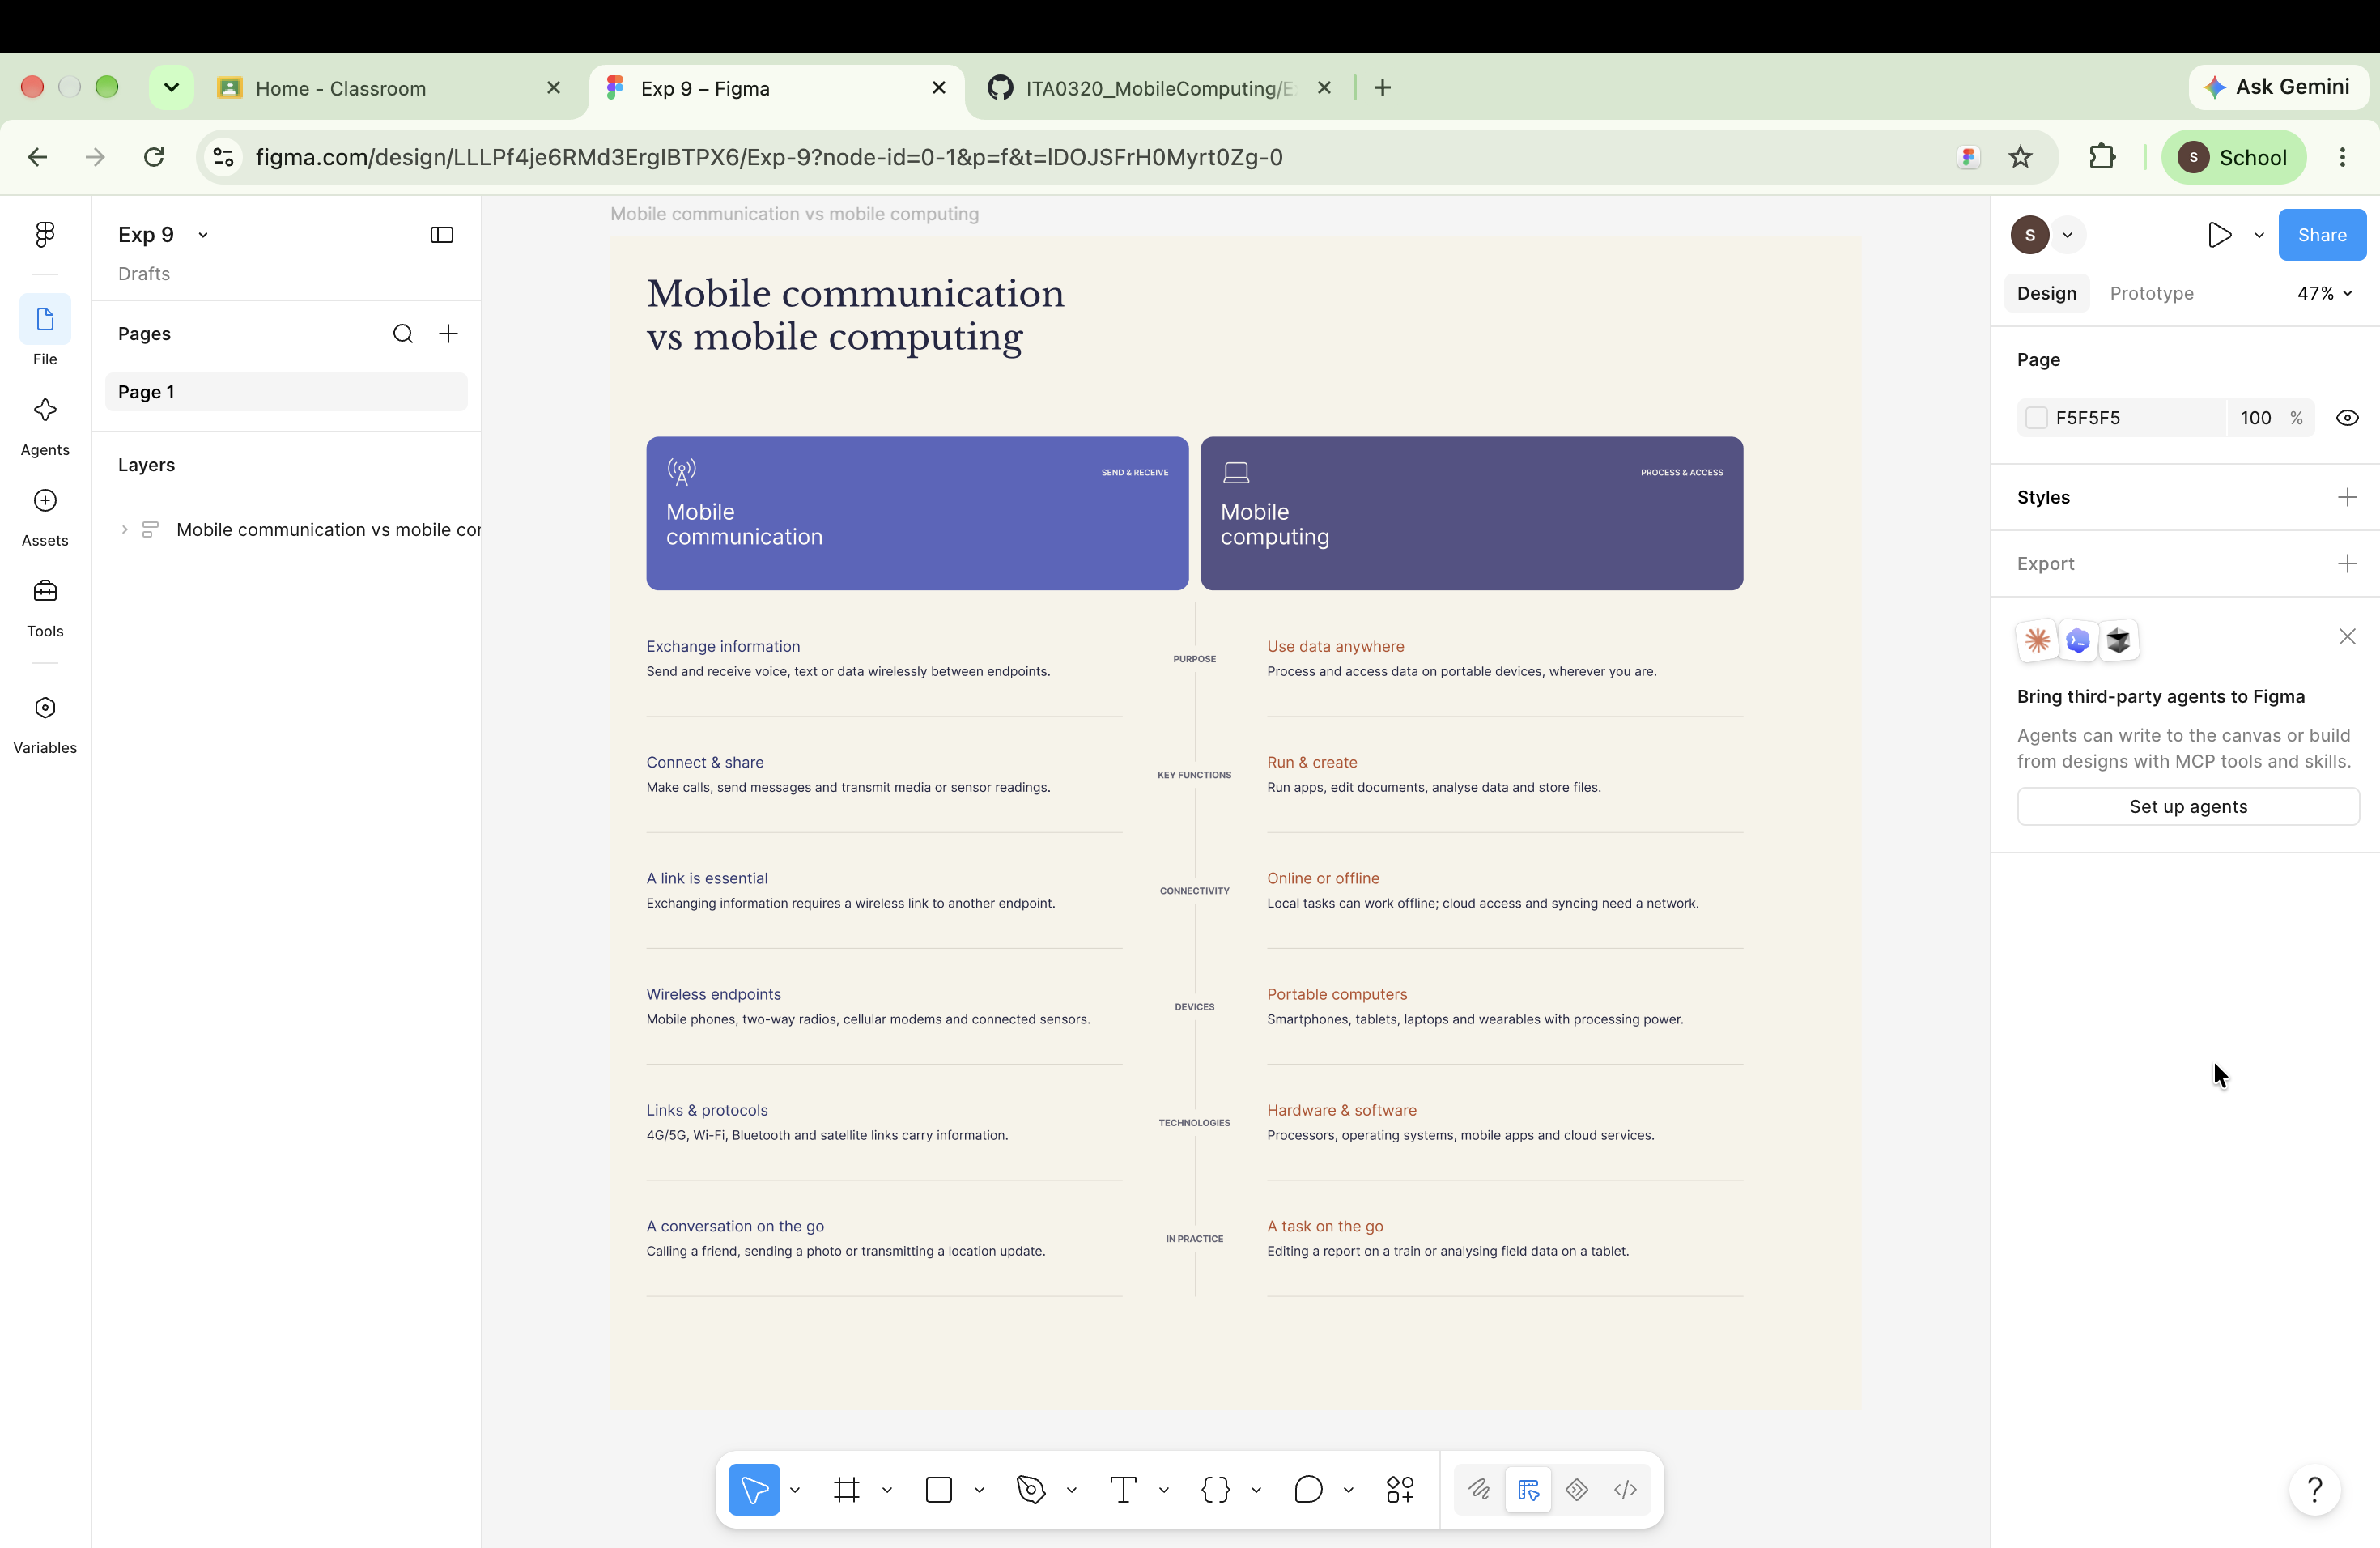 Home - Classroom
Exp 9 – Figma
ITA0320_MobileComputing/E
Ask Gemini
figma.com/design/LLLPf4je6RMd3ErgIBTPX6/Exp-9?node-id=0-1&p=f&t=lDOJSFrH0Myrt0Zg-0
S
School
Exp 9
Drafts
Pages
Page 1
Layers
Mobile communication vs mobile cor
File
Agents
Assets
Tools
Variables
Mobile communication vs mobile computing
Mobile communication
vs mobile computing
SEND & RECEIVE
Mobile
communication
PROCESS & ACCESS
Mobile
computing
Exchange information
Send and receive voice, text or data wirelessly between endpoints.
PURPOSE
Use data anywhere
Process and access data on portable devices, wherever you are.
Connect & share
Make calls, send messages and transmit media or sensor readings.
KEY FUNCTIONS
Run & create
Run apps, edit documents, analyse data and store files.
A link is essential
Exchanging information requires a wireless link to another endpoint.
CONNECTIVITY
Online or offline
Local tasks can work offline; cloud access and syncing need a network.
Wireless endpoints
Mobile phones, two-way radios, cellular modems and connected sensors.
DEVICES
Portable computers
Smartphones, tablets, laptops and wearables with processing power.
Links & protocols
4G/5G, Wi-Fi, Bluetooth and satellite links carry information.
TECHNOLOGIES
Hardware & software
Processors, operating systems, mobile apps and cloud services.
A conversation on the go
Calling a friend, sending a photo or transmitting a location update.
IN PRACTICE
A task on the go
Editing a report on a train or analysing field data on a tablet.
S
Share
Design
Prototype
47%
Page
F5F5F5
100 %
Styles
Export
Bring third-party agents to Figma
Agents can write to the canvas or build
from designs with MCP tools and skills.
Set up agents
?